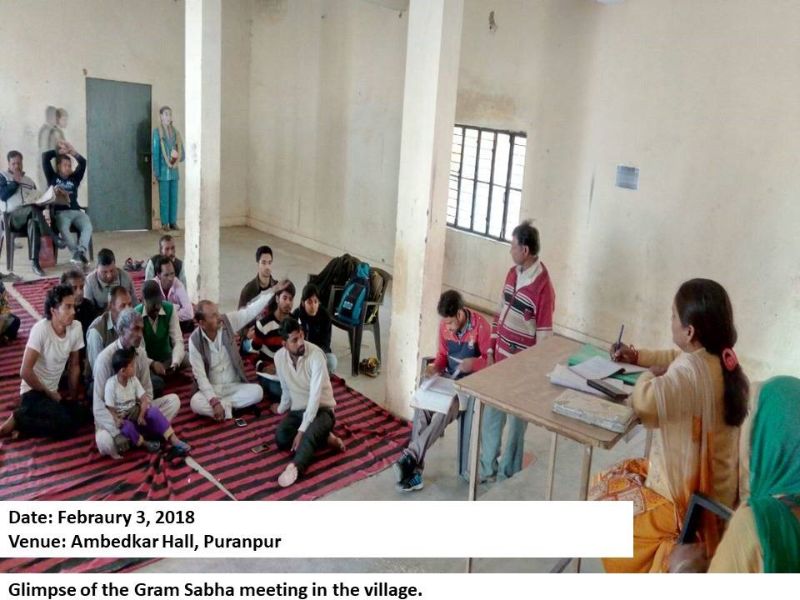 Date: Febraury 3, 2018
Venue: Ambedkar Hall, Puranpur
Glimpse of the Gram Sabha meeting in the village.